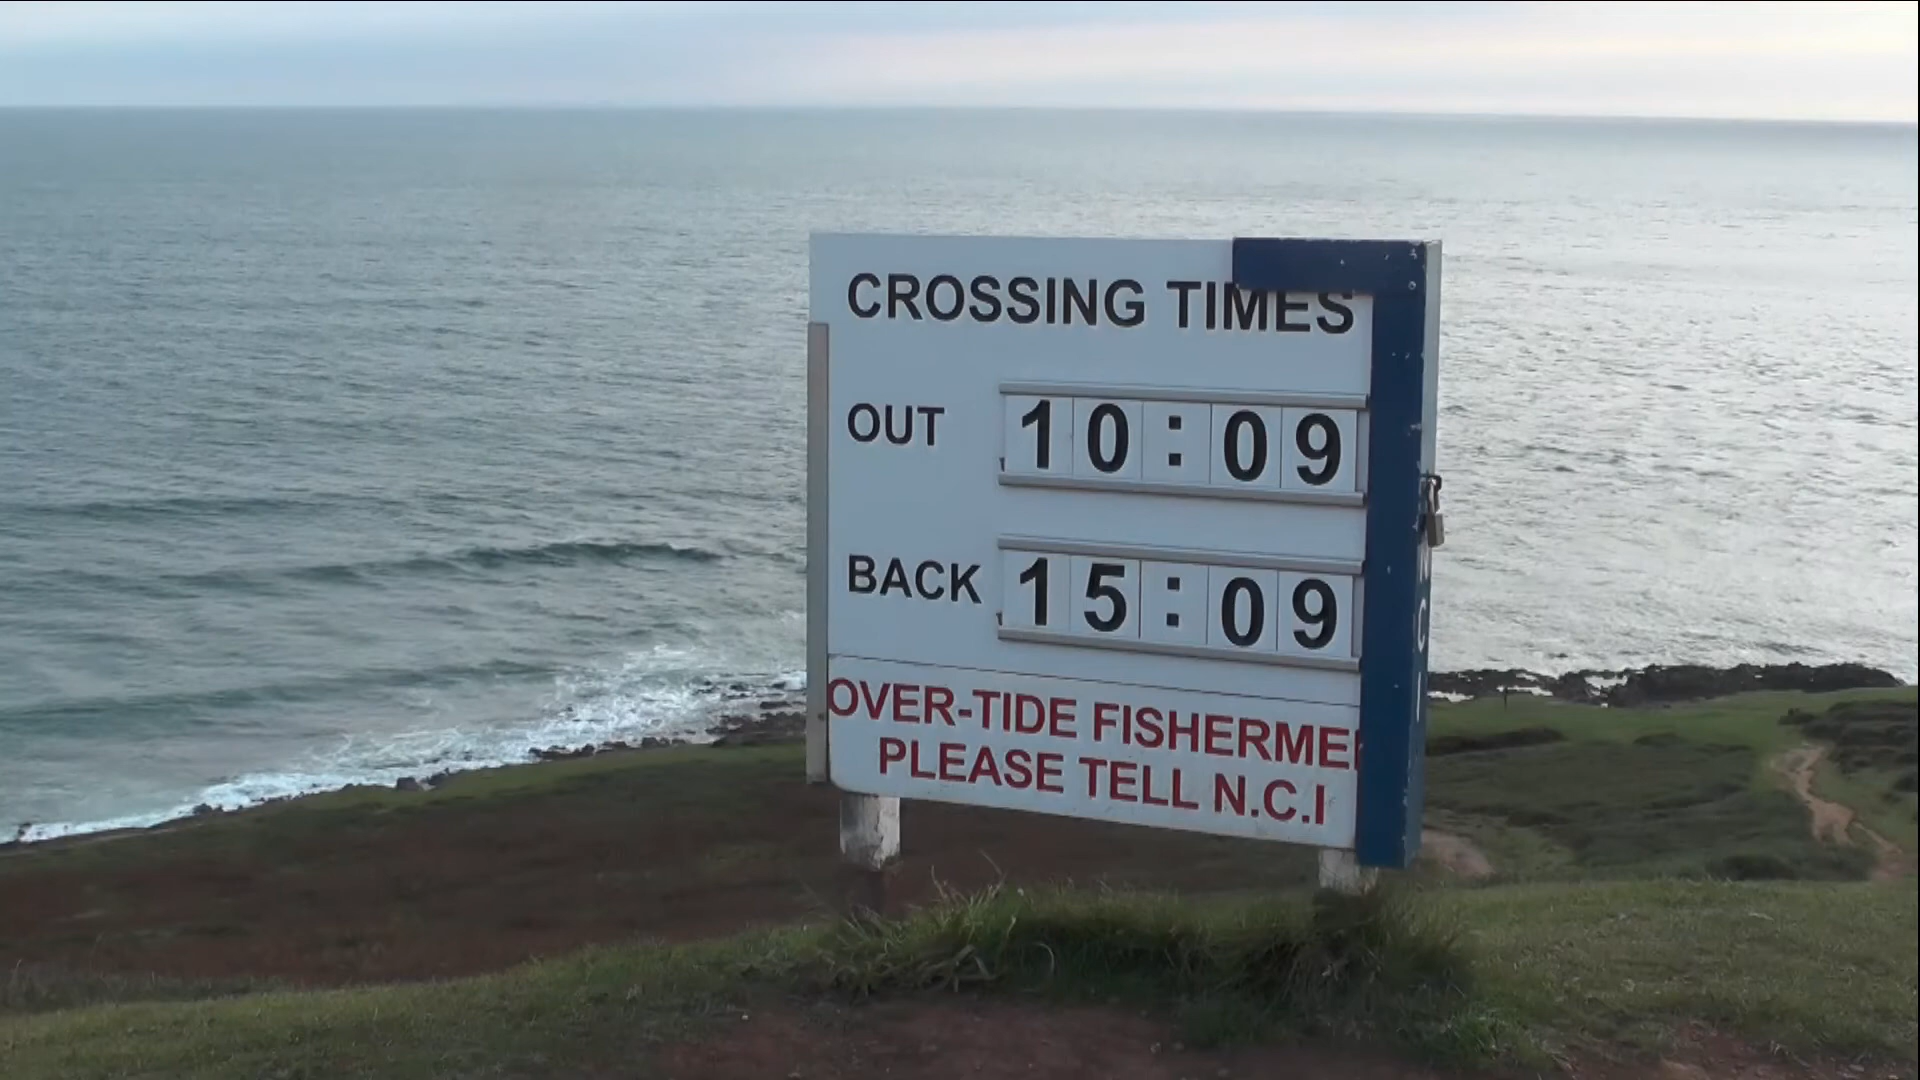 CROSSING TIMES
OUT 10:09
BACK 15:09
OVER-TIDE FISHERMEN
PLEASE TELL N.C.I